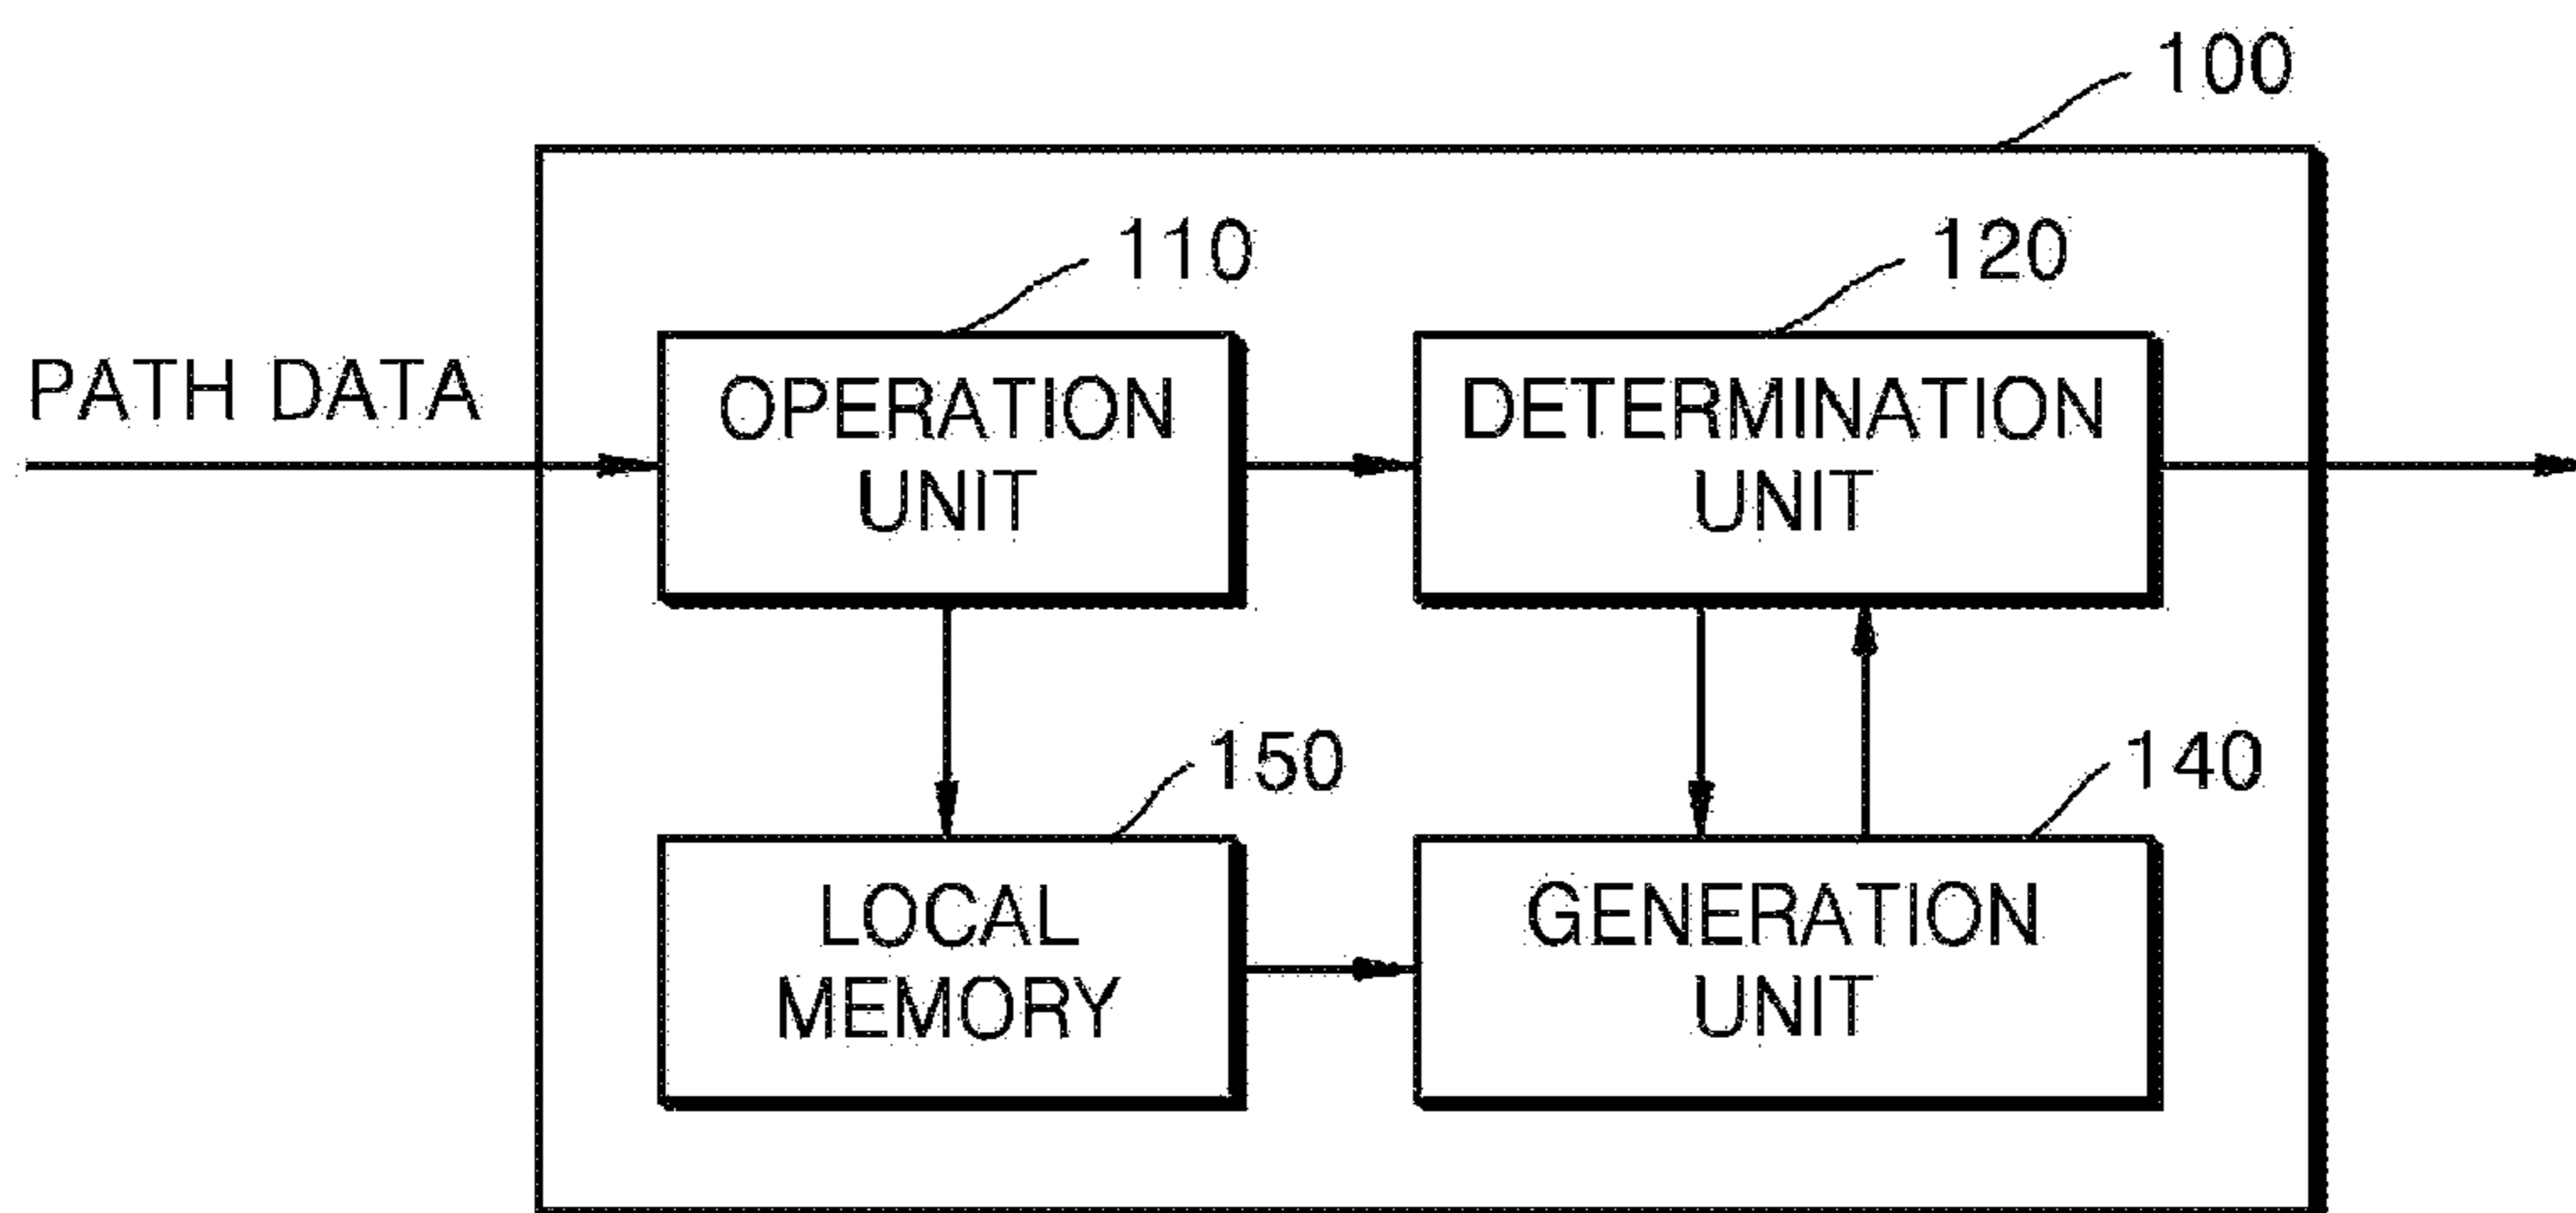 100
110
120
PATH DATA
OPERATION
UNIT
DETERMINATION
UNIT
150
140
LOCAL
MEMORY
GENERATION
UNIT